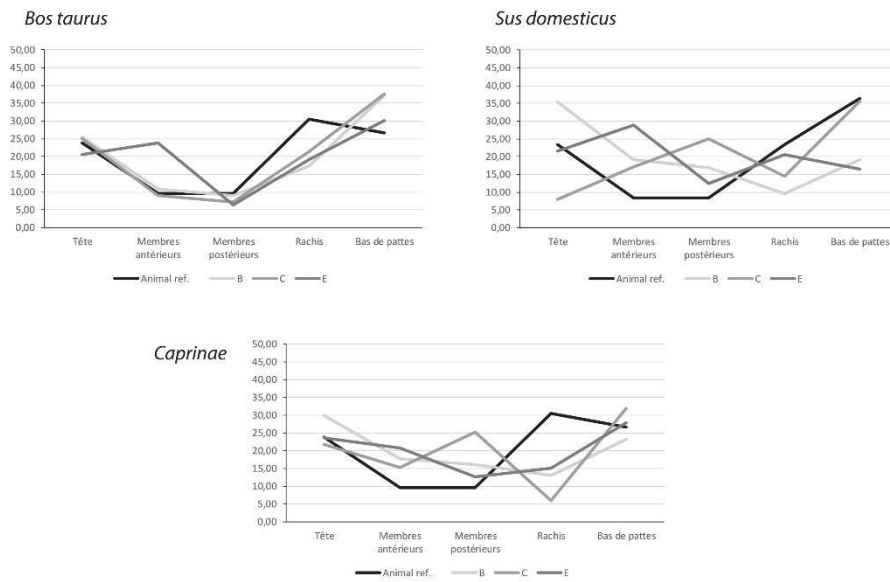 Bos taurus
50,00
45,00
40,00
35,00
30,00
25,00
20,00
15,00
10,00
5,00
0,00
Tête
Membres antérieurs
Membres postérieurs
Rachis
Bas de pattes
Animal ref.
B
C
E
Sus domesticus
50,00
45,00
40,00
35,00
30,00
25,00
20,00
15,00
10,00
5,00
0,00
Tête
Membres antérieurs
Membres postérieurs
Rachis
Bas de pattes
Animal ref.
B
C
E
Caprinae
50,00
45,00
40,00
35,00
30,00
25,00
20,00
15,00
10,00
5,00
0,00
Tête
Membres antérieurs
Membres postérieurs
Rachis
Bas de pattes
Animal ref.
B
C
E